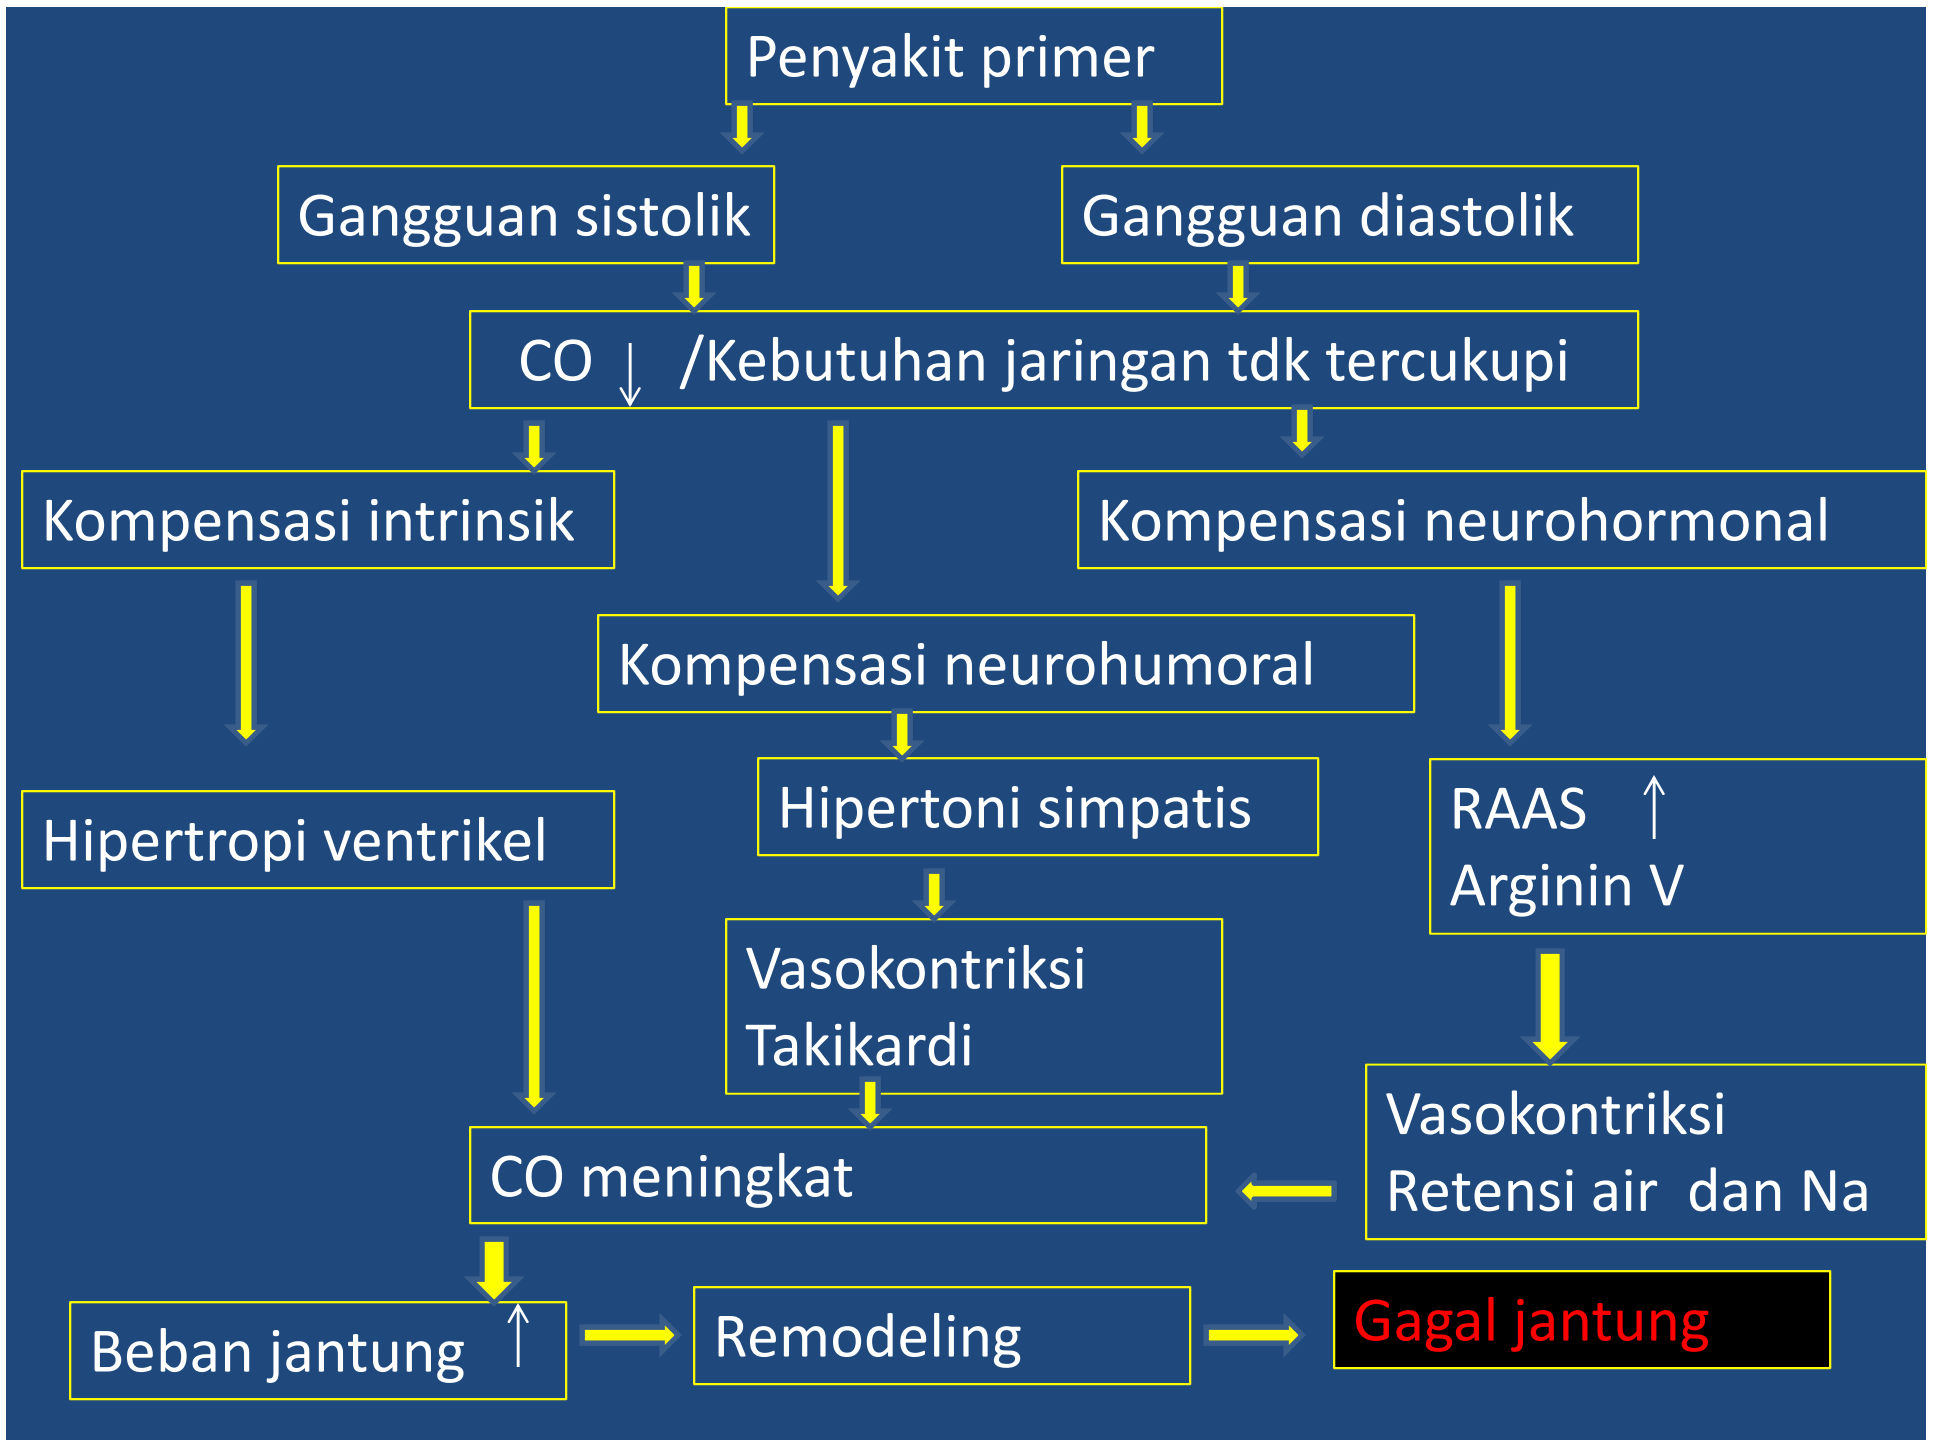 Penyakit primer
Gangguan sistolik
Gangguan diastolik
CO ↓ /Kebutuhan jaringan tdk tercukupi
Kompensasi intrinsik
Kompensasi neurohormonal
Kompensasi neurohumoral
Hipertropi ventrikel
Hipertoni simpatis
RAAS ↑
Arginin V
Vasokontriksi
Takikardi
Vasokontriksi
Retensi air dan Na
CO meningkat
Beban jantung ↑
Remodeling
Gagal jantung